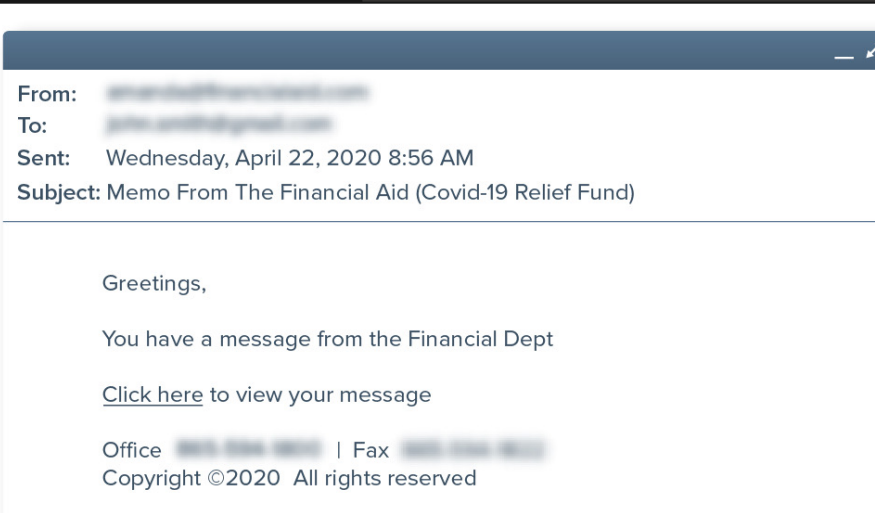 From:
To:
Sent: Wednesday, April 22, 2020 8:56 AM
Subject: Memo From The Financial Aid (Covid-19 Relief Fund)
Greetings,
You have a message from the Financial Dept
Click here to view your message
Office | Fax
Copyright ©2020 All rights reserved